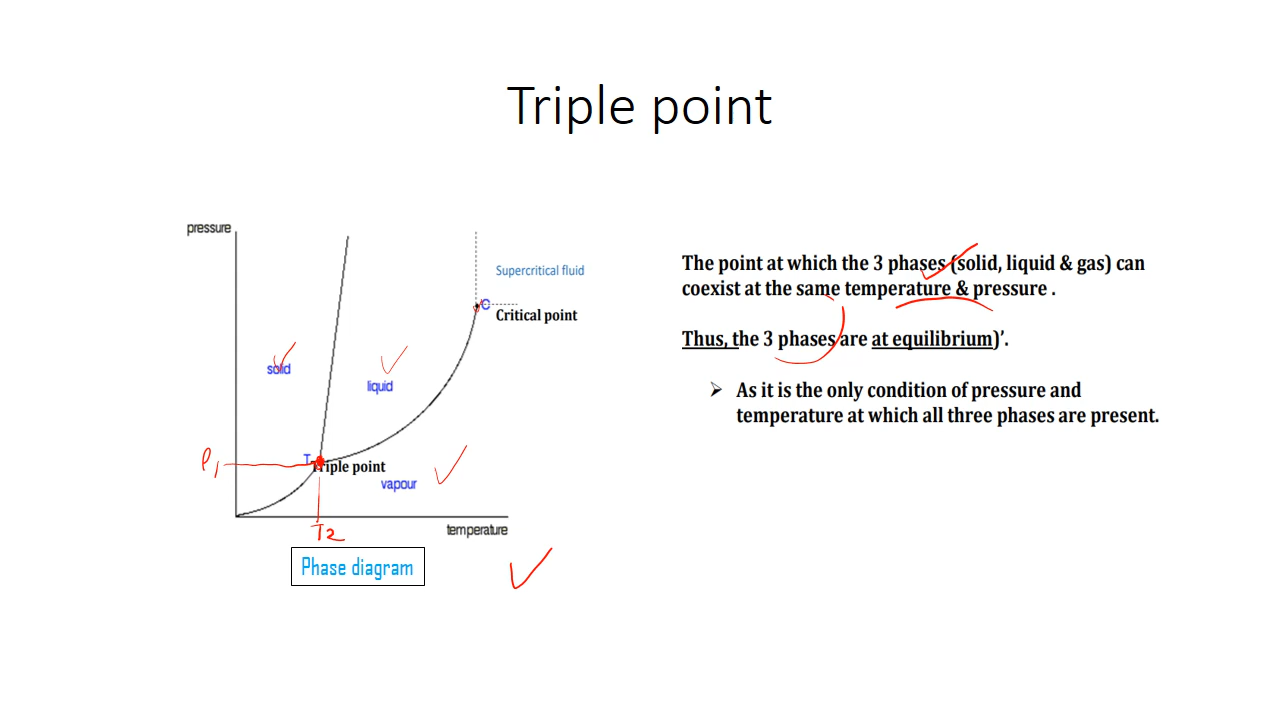 Triple point
pressure
Supercritical fluid
C
Critical point
solid
liquid
P1
T
Triple point
vapour
T2
temperature
Phase diagram
The point at which the 3 phases (solid, liquid & gas) can
coexist at the same temperature & pressure .
Thus, the 3 phases are at equilibrium)’.
➢ As it is the only condition of pressure and
temperature at which all three phases are present.